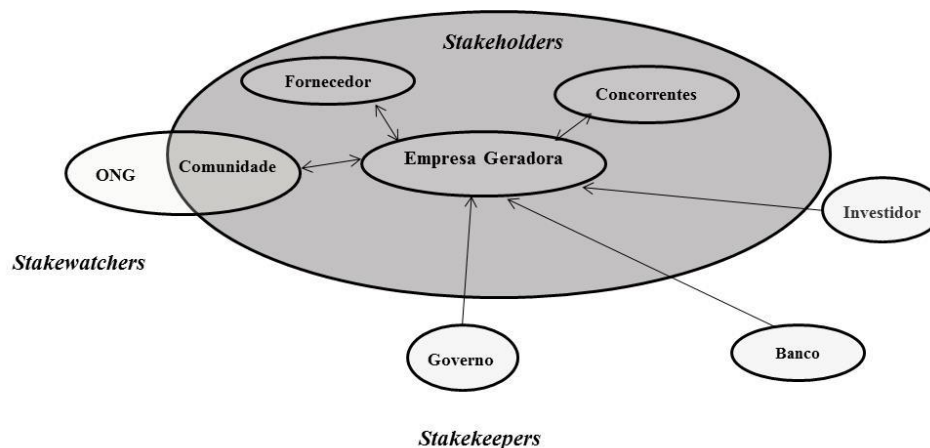 Stakeholders
Fornecedor
Concorrentes
Empresa Geradora
Comunidade
ONG
Investidor
Stakewatchers
Governo
Banco
Stakekeepers